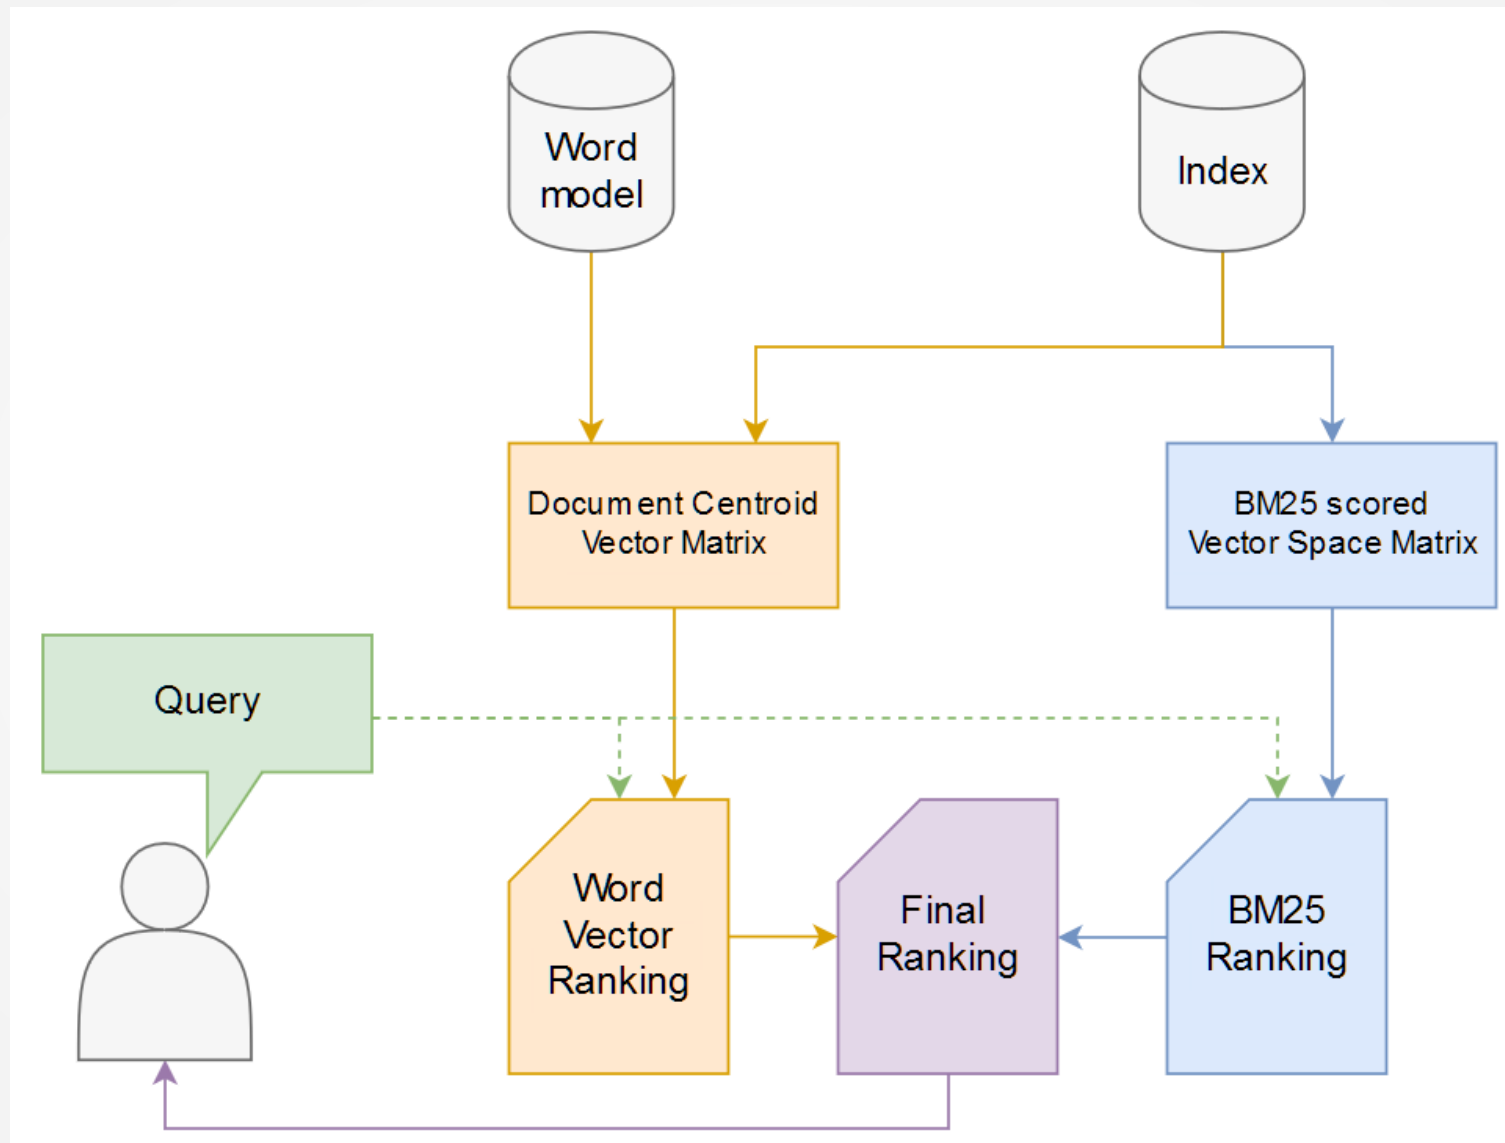 Word
model
Index
Document Centroid
Vector Matrix
BM25 scored
Vector Space Matrix
Query
Word
Vector
Ranking
Final
Ranking
BM25
Ranking